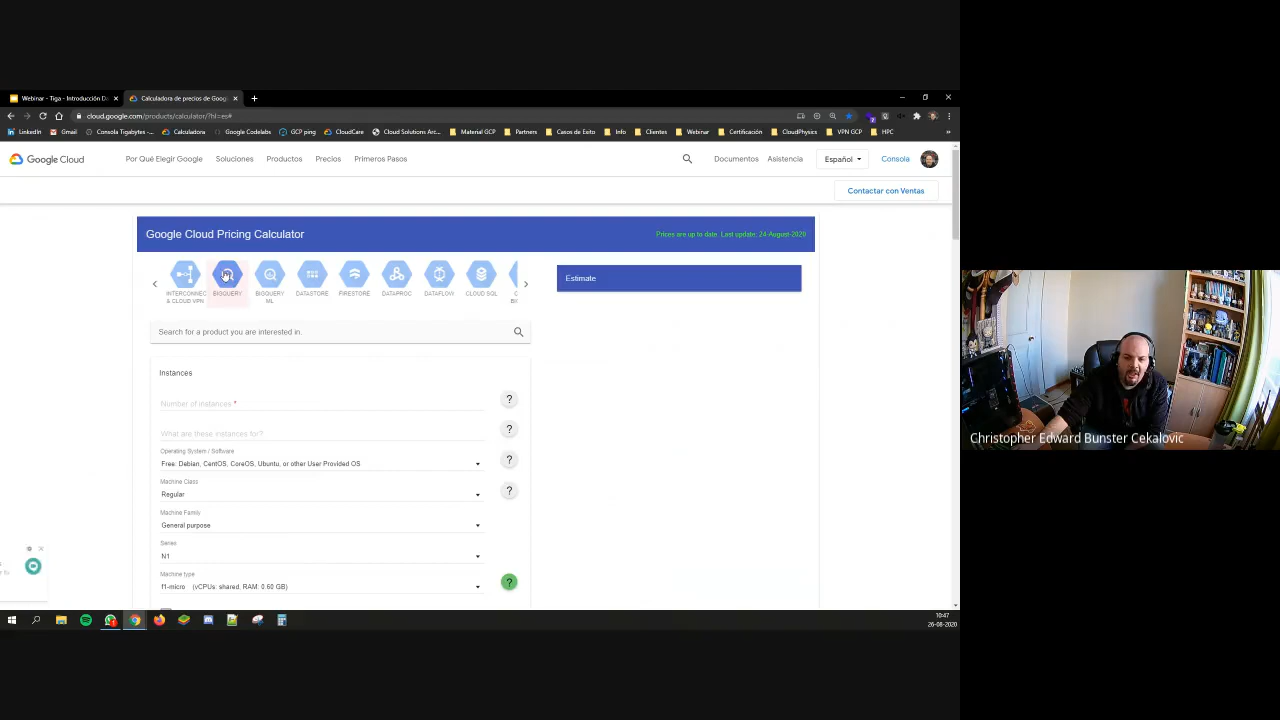 Webinar - Tiga - Introducción Da
Calculadora de precios de Goog
cloud.google.com/products/calculator/?hl=es#
LinkedIn
Gmail
Consola Tigabytes -...
Calculadora
Google Codelabs
GCP ping
CloudCare
Cloud Solutions Arc...
Material GCP
Partners
Casos de Exito
Info
Clientes
Webinar
Certificación
CloudPhysics
VPN GCP
HPC
»
Google Cloud
Por Qué Elegir Google
Soluciones
Productos
Precios
Primeros Pasos
Documentos
Asistencia
Español
Consola
Contactar con Ventas
Google Cloud Pricing Calculator
Prices are up to date. Last update: 24-August-2020
INTERCONNEC
& CLOUD VPN
BIGQUERY
BIGQUERY
ML
DATASTORE
FIRESTORE
DATAPROC
DATAFLOW
CLOUD SQL
Estimate
Search for a product you are interested in.
Instances
Number of instances *
?
What are these instances for?
?
Operating System / Software
Free: Debian, CentOS, CoreOS, Ubuntu, or other User Provided OS
?
Machine Class
Regular
?
Machine Family
General purpose
Series
N1
Machine type
f1-micro (vCPUs: shared, RAM: 0.60 GB)
?
10:47
26-08-2020
Christopher Edward Bunster Cekalovic